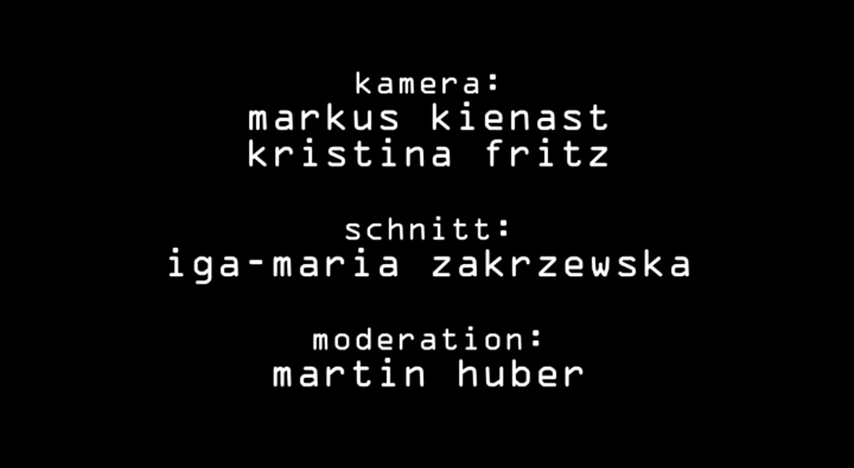 kamera:
markus kienast
kristina fritz
schnitt:
iga-maria zakrzewska
moderation:
martin huber